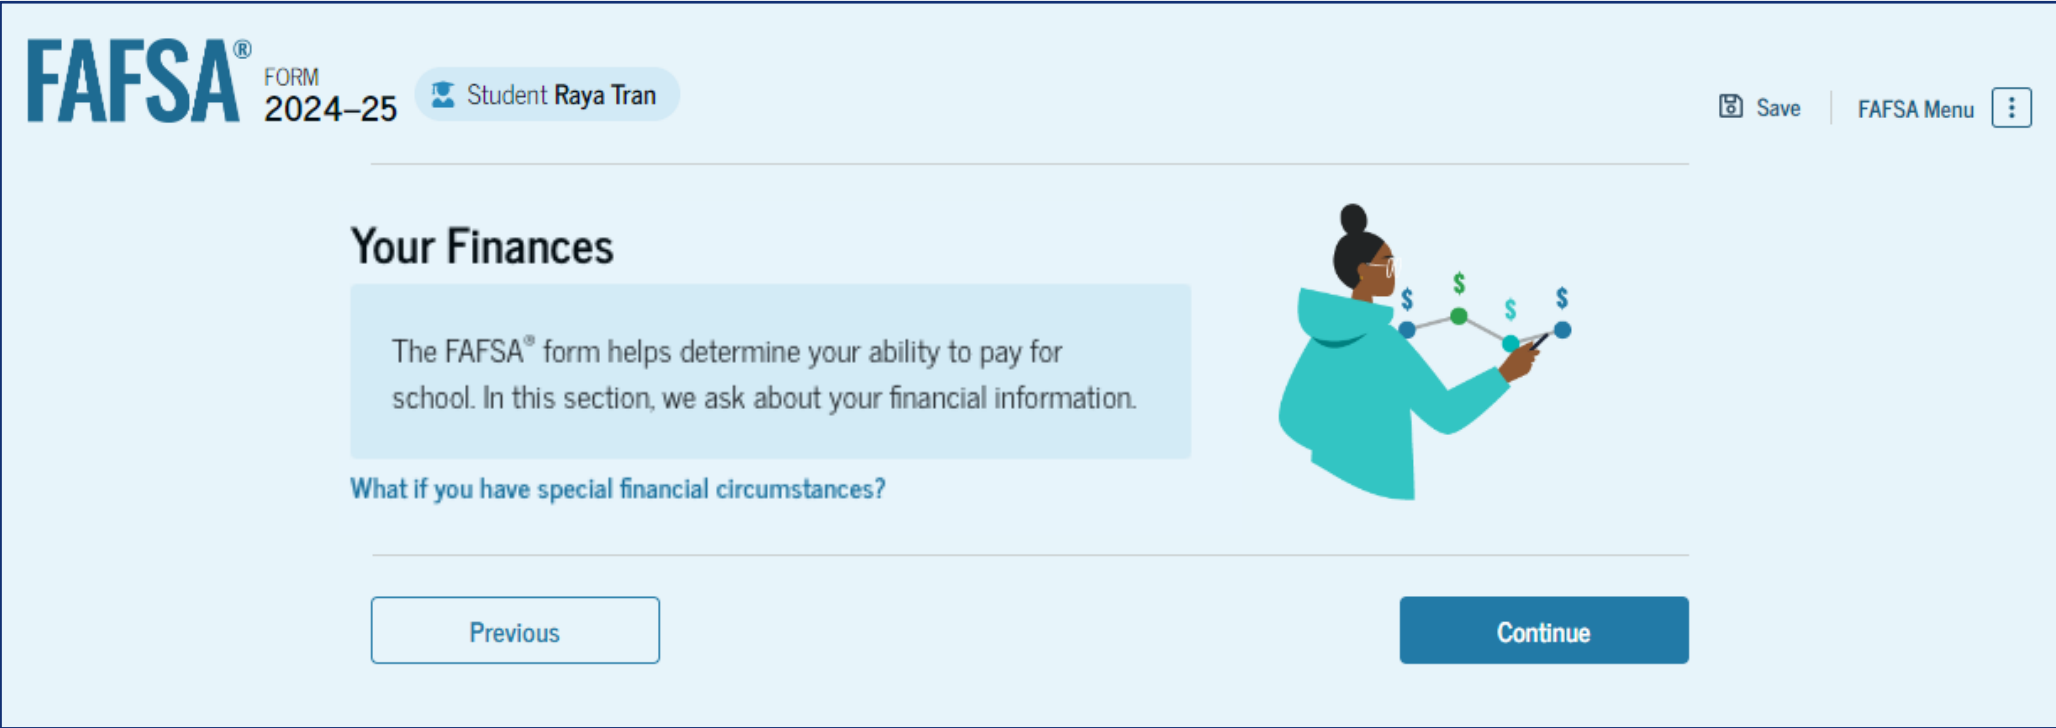 FAFSA®
FORM
2024–25
Student Raya Tran
Save
FAFSA Menu
Your Finances
The FAFSA® form helps determine your ability to pay for
school. In this section, we ask about your financial information.
What if you have special financial circumstances?
$ $ $ $
Previous
Continue